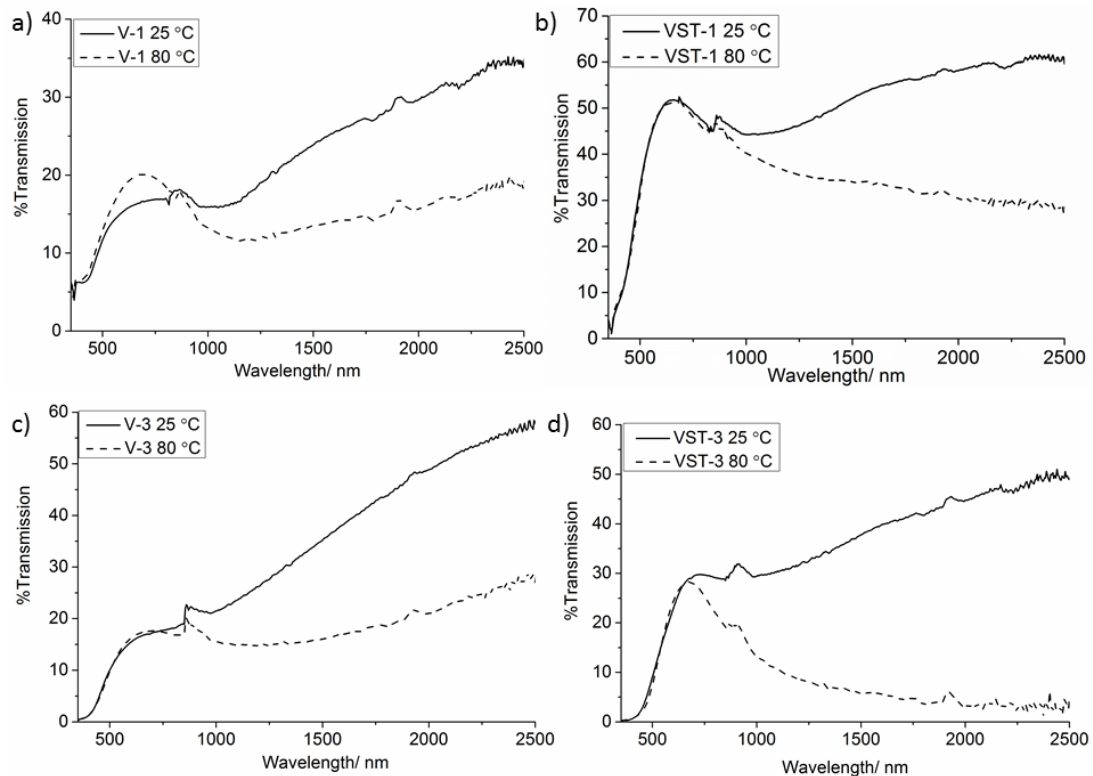 a)
V-1 25 °C
V-1 80 °C
40
30
20
10
0
%Transmission
500 1000 1500 2000 2500
Wavelength/ nm
b)
VST-1 25 °C
VST-1 80 °C
70
60
50
40
30
20
10
0
%Transmission
500 1000 1500 2000 2500
Wavelength/ nm
c)
V-3 25 °C
V-3 80 °C
60
50
40
30
20
10
0
%Transmission
500 1000 1500 2000 2500
Wavelength/ nm
d)
VST-3 25 °C
VST-3 80 °C
60
50
40
30
20
10
0
%Transmission
500 1000 1500 2000 2500
Wavelength/ nm